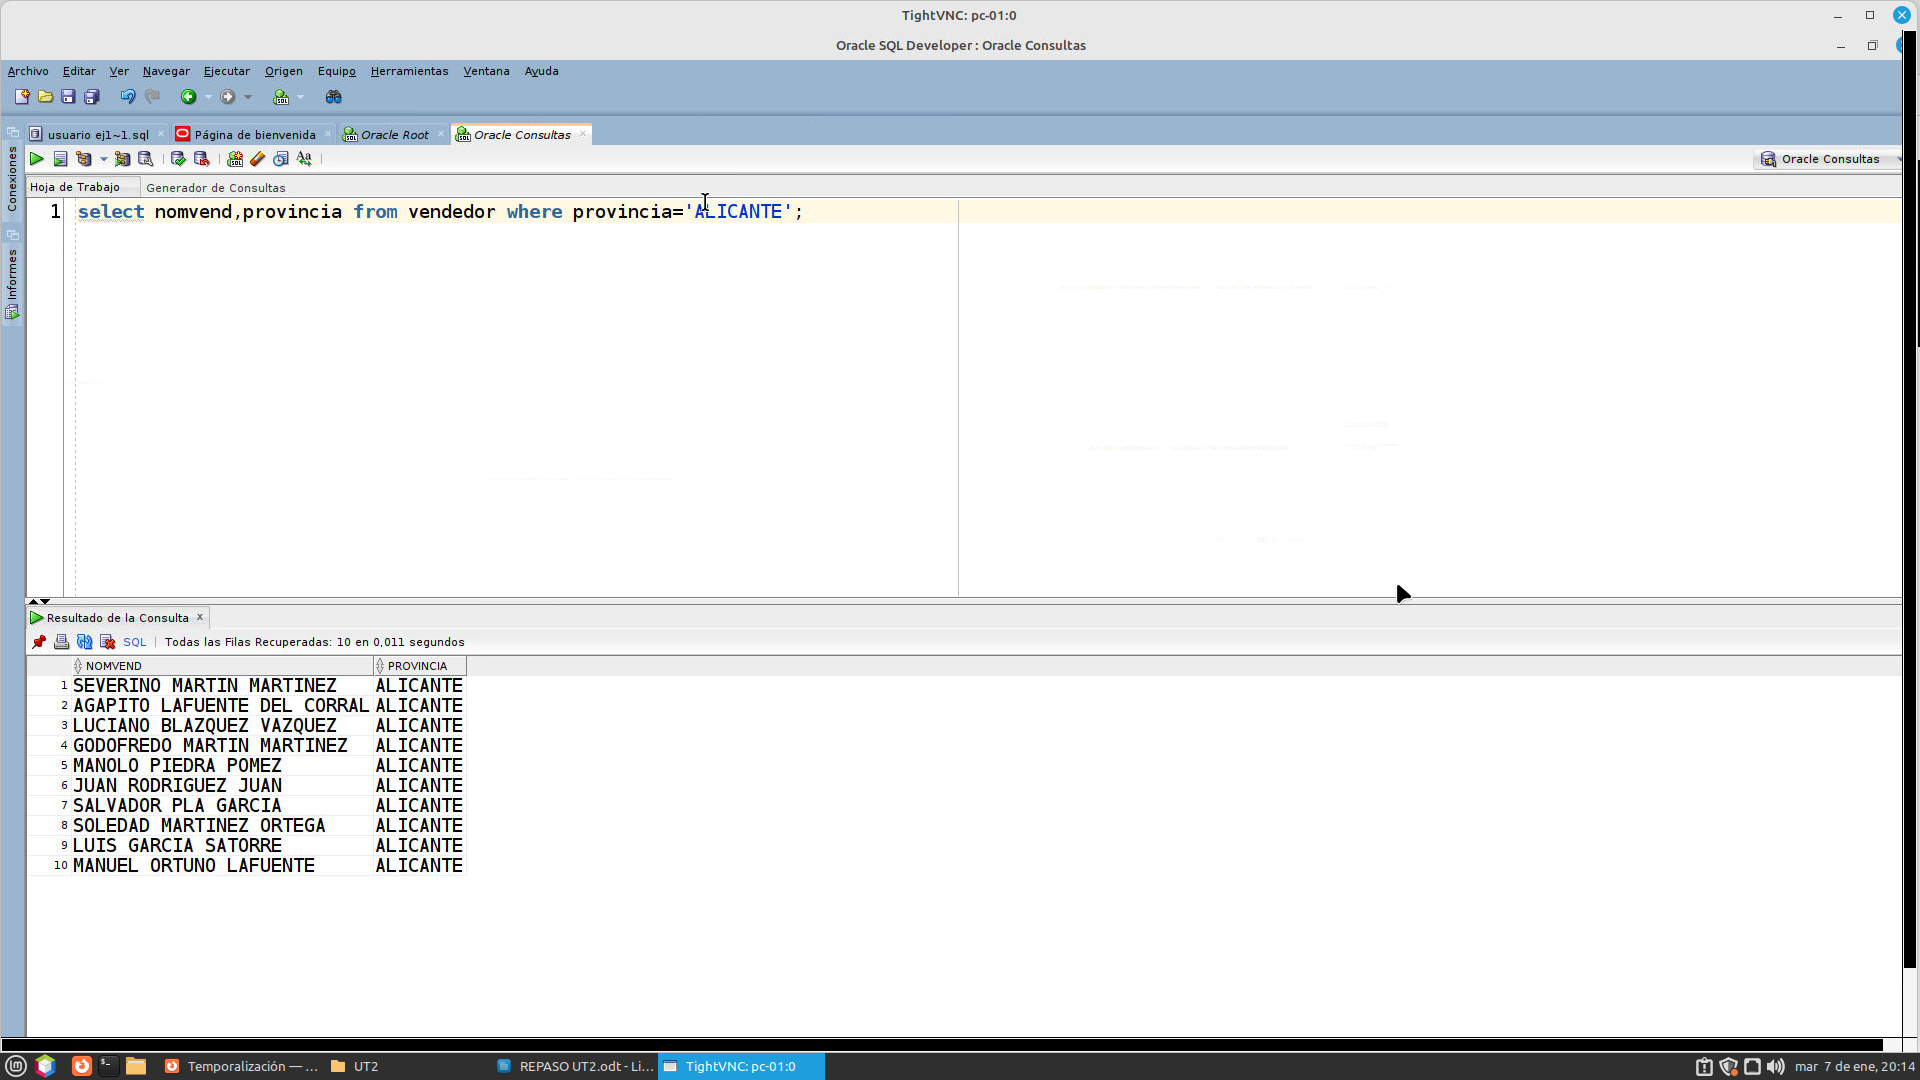 TightVNC: pc-01:0
Oracle SQL Developer : Oracle Consultas
Archivo Editar Ver Navegar Ejecutar Origen Equipo Herramientas Ventana Ayuda
usuario ej1~1.sql Página de bienvenida Oracle Root Oracle Consultas
Oracle Consultas
Conexiones
Informes
Hoja de Trabajo Generador de Consultas
1 select nomvend,provincia from vendedor where provincia='ALICANTE';
Resultado de la Consulta
SQL | Todas las Filas Recuperadas: 10 en 0,011 segundos
NOMVEND PROVINCIA
1 SEVERINO MARTIN MARTINEZ ALICANTE
2 AGAPITO LAFUENTE DEL CORRAL ALICANTE
3 LUCIANO BLAZQUEZ VAZQUEZ ALICANTE
4 GODOFREDO MARTIN MARTINEZ ALICANTE
5 MANOLO PIEDRA POMEZ ALICANTE
6 JUAN RODRIGUEZ JUAN ALICANTE
7 SALVADOR PLA GARCIA ALICANTE
8 SOLEDAD MARTINEZ ORTEGA ALICANTE
9 LUIS GARCIA SATORRE ALICANTE
10 MANUEL ORTUNO LAFUENTE ALICANTE
Temporalización — ... UT2 REPASO UT2.odt - Li... TightVNC: pc-01:0 mar 7 de ene, 20:14